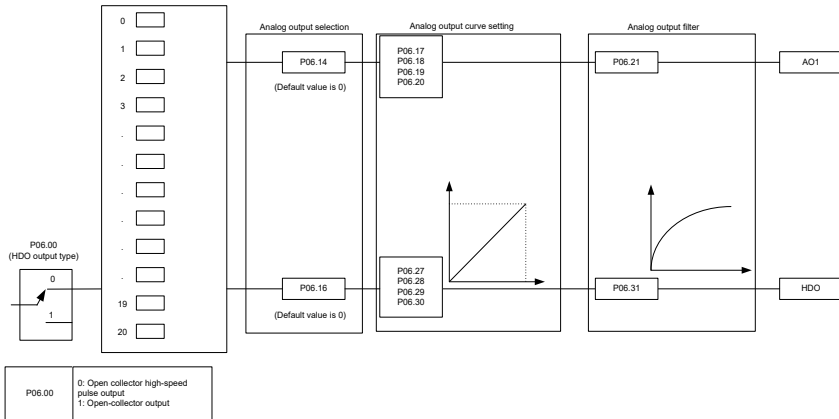 Analog output selection
Analog output curve setting
Analog output filter
0
1
2
3
.
.
.
.
.
.
19
20
P06.14
(Default value is 0)
P06.17
P06.18
P06.19
P06.20
P06.21
AO1
P06.00
(HDO output type)
0
1
P06.16
(Default value is 0)
P06.27
P06.28
P06.29
P06.30
P06.31
HDO
P06.00
0: Open collector high-speed
pulse output
1: Open-collector output